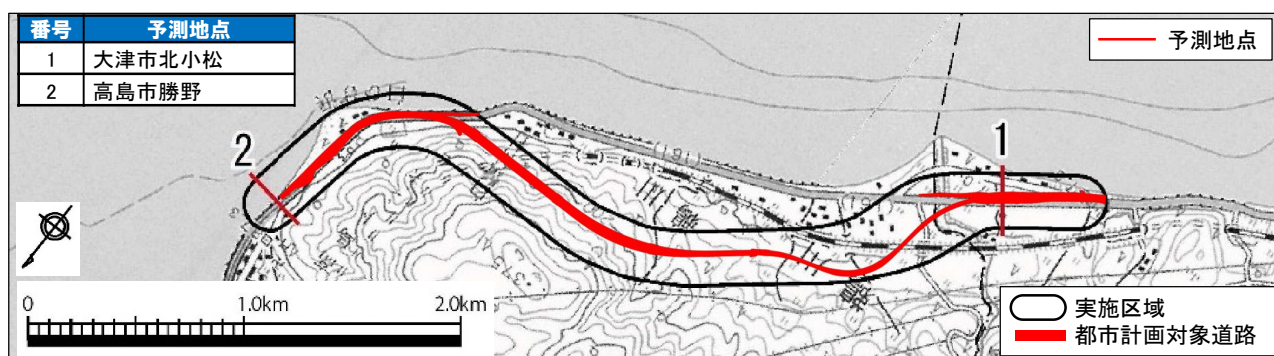 番号 予測地点
1 大津市北小松
2 高島市勝野
予測地点
1
2
0 1.0km 2.0km
実施区域
都市計画対象道路